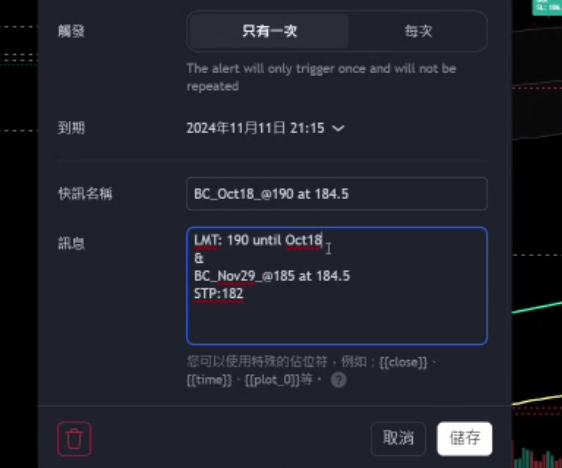 SL: 186.
觸發
只有一次
每次
The alert will only trigger once and will not be
repeated
到期
2024年11月11日 21:15
快訊名稱
BC_Oct18_@190 at 184.5
訊息
LMT: 190 until Oct18
&
BC_Nov29_@185 at 184.5
STP:182
您可以使用特殊的佔位符，例如：{{close}}、
{{time}}、{{plot_0}}等。 ?
取消
儲存